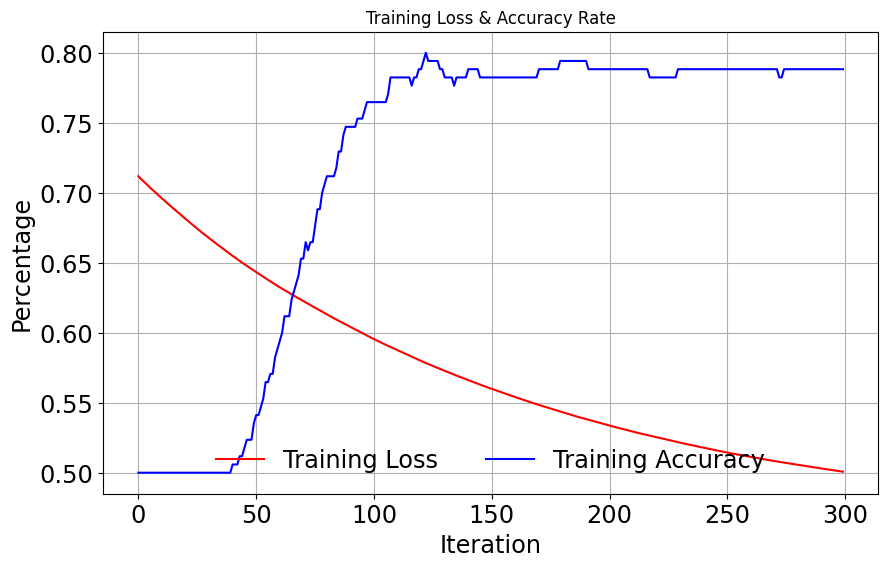 Training Loss & Accuracy Rate
0.80
0.75
0.70
0.65
0.60
0.55
0.50
Percentage
Training Loss
Training Accuracy
0 50 100 150 200 250 300
Iteration